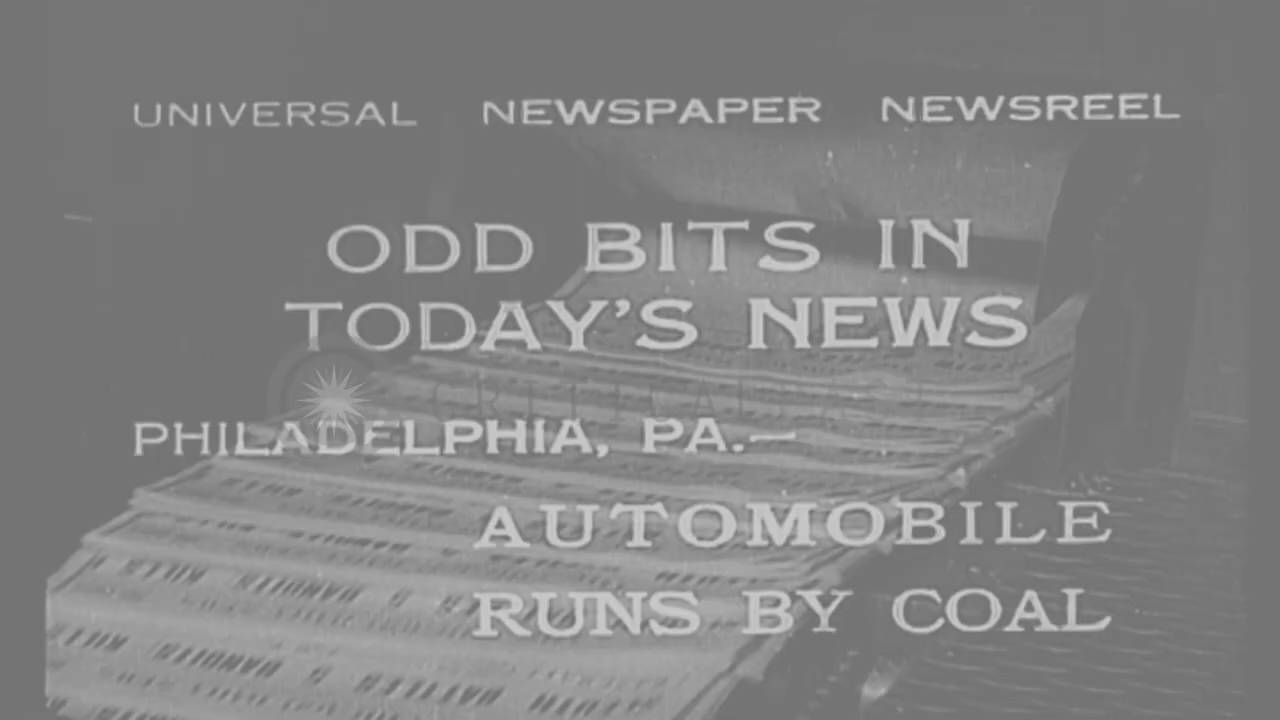 UNIVERSAL NEWSPAPER NEWSREEL
ODD BITS IN
TODAY'S NEWS
PHILADELPHIA, PA.—
AUTOMOBILE
RUNS BY COAL